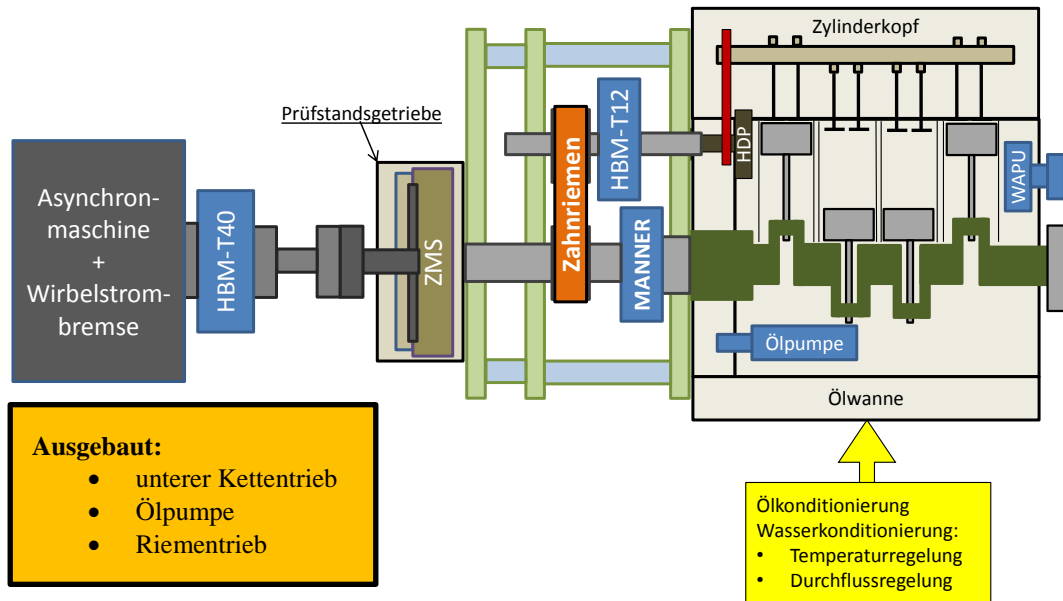 Zylinderkopf
Prüfstandsgetriebe
Asynchron-
maschine
+
Wirbelstrom-
bremse
HBM-T40
ZMS
Zahnriemen
HBM-T12
MANNER
HDP
WAPU
Ölpumpe
Ölwanne
Ausgebaut:
• unterer Kettentrieb
• Ölpumpe
• Riementrieb
Ölkonditionierung
Wasserkonditionierung:
• Temperaturregelung
• Durchflussregelung